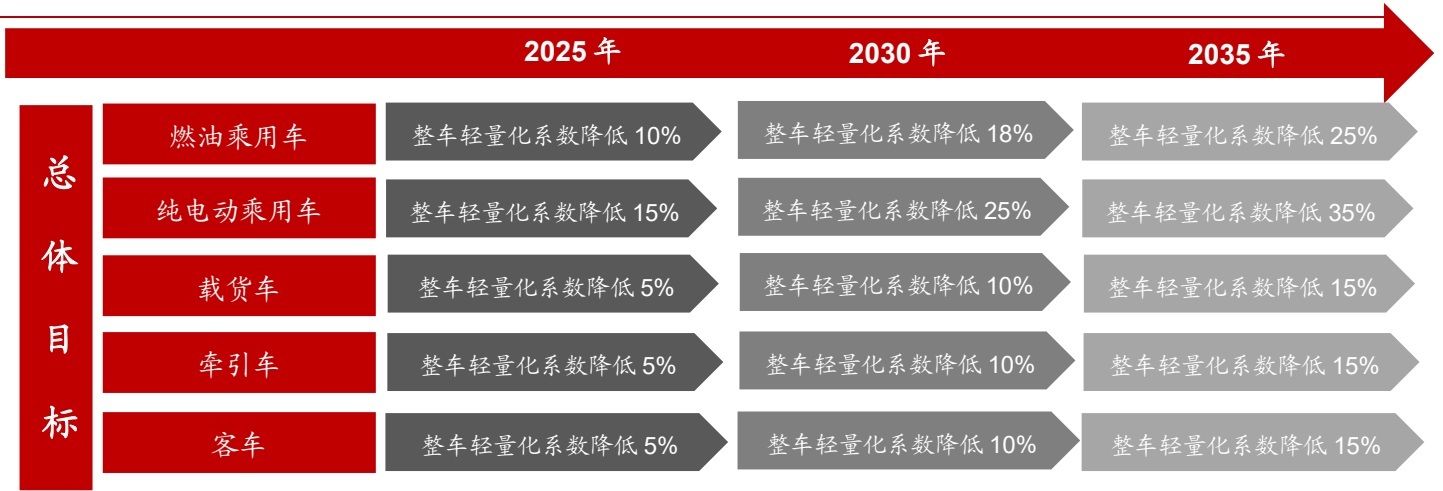 2025 年 2030 年 2035 年
总体目标
燃油乘用车 整车轻量化系数降低 10% 整车轻量化系数降低 18% 整车轻量化系数降低 25%
纯电动乘用车 整车轻量化系数降低 15% 整车轻量化系数降低 25% 整车轻量化系数降低 35%
载货车 整车轻量化系数降低 5% 整车轻量化系数降低 10% 整车轻量化系数降低 15%
牵引车 整车轻量化系数降低 5% 整车轻量化系数降低 10% 整车轻量化系数降低 15%
客车 整车轻量化系数降低 5% 整车轻量化系数降低 10% 整车轻量化系数降低 15%